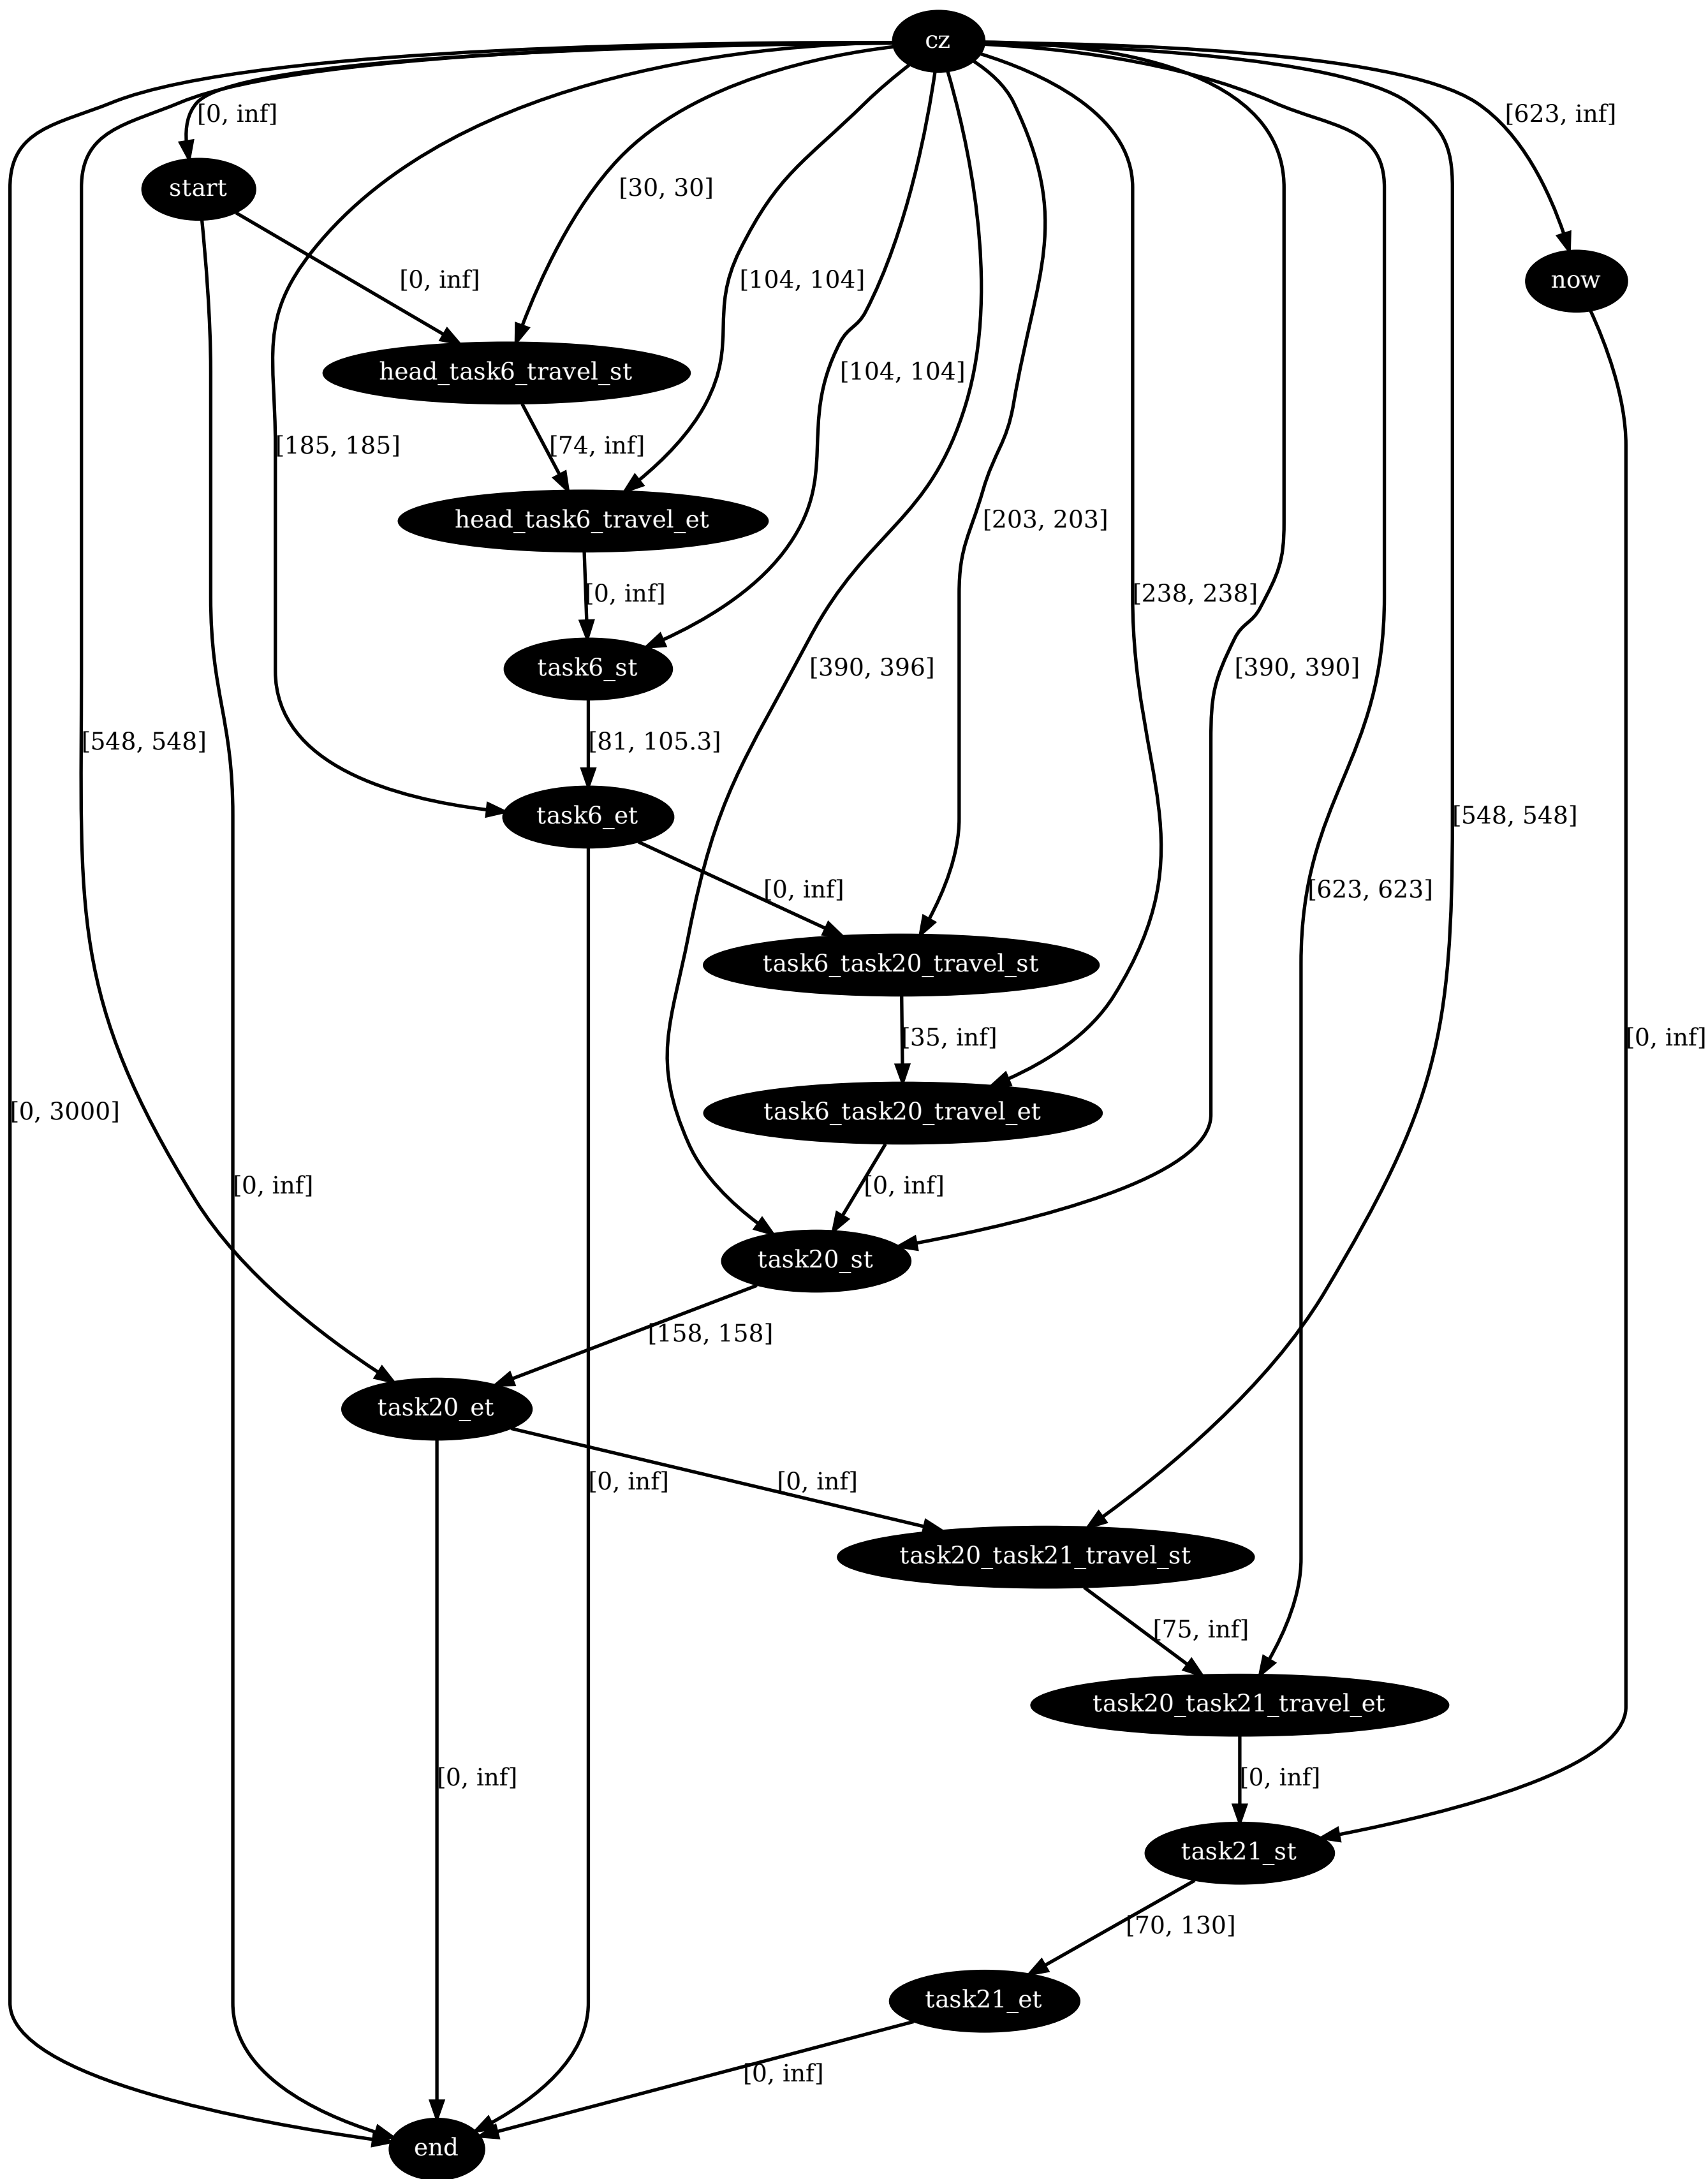 cz
[0, inf]
[623, inf]
start
[30, 30]
now
[0, inf]
[104, 104]
head_task6_travel_st
[104, 104]
[185, 185]
[74, inf]
head_task6_travel_et
[203, 203]
[0, inf]
[238, 238]
task6_st
[390, 396]
[390, 390]
[548, 548]
[81, 105.3]
task6_et
[548, 548]
[0, inf]
[623, 623]
task6_task20_travel_st
[35, inf]
[0, inf]
[0, 3000]
task6_task20_travel_et
[0, inf]
[0, inf]
task20_st
[158, 158]
task20_et
[0, inf]
[0, inf]
task20_task21_travel_st
[75, inf]
task20_task21_travel_et
[0, inf]
[0, inf]
task21_st
[70, 130]
task21_et
[0, inf]
end